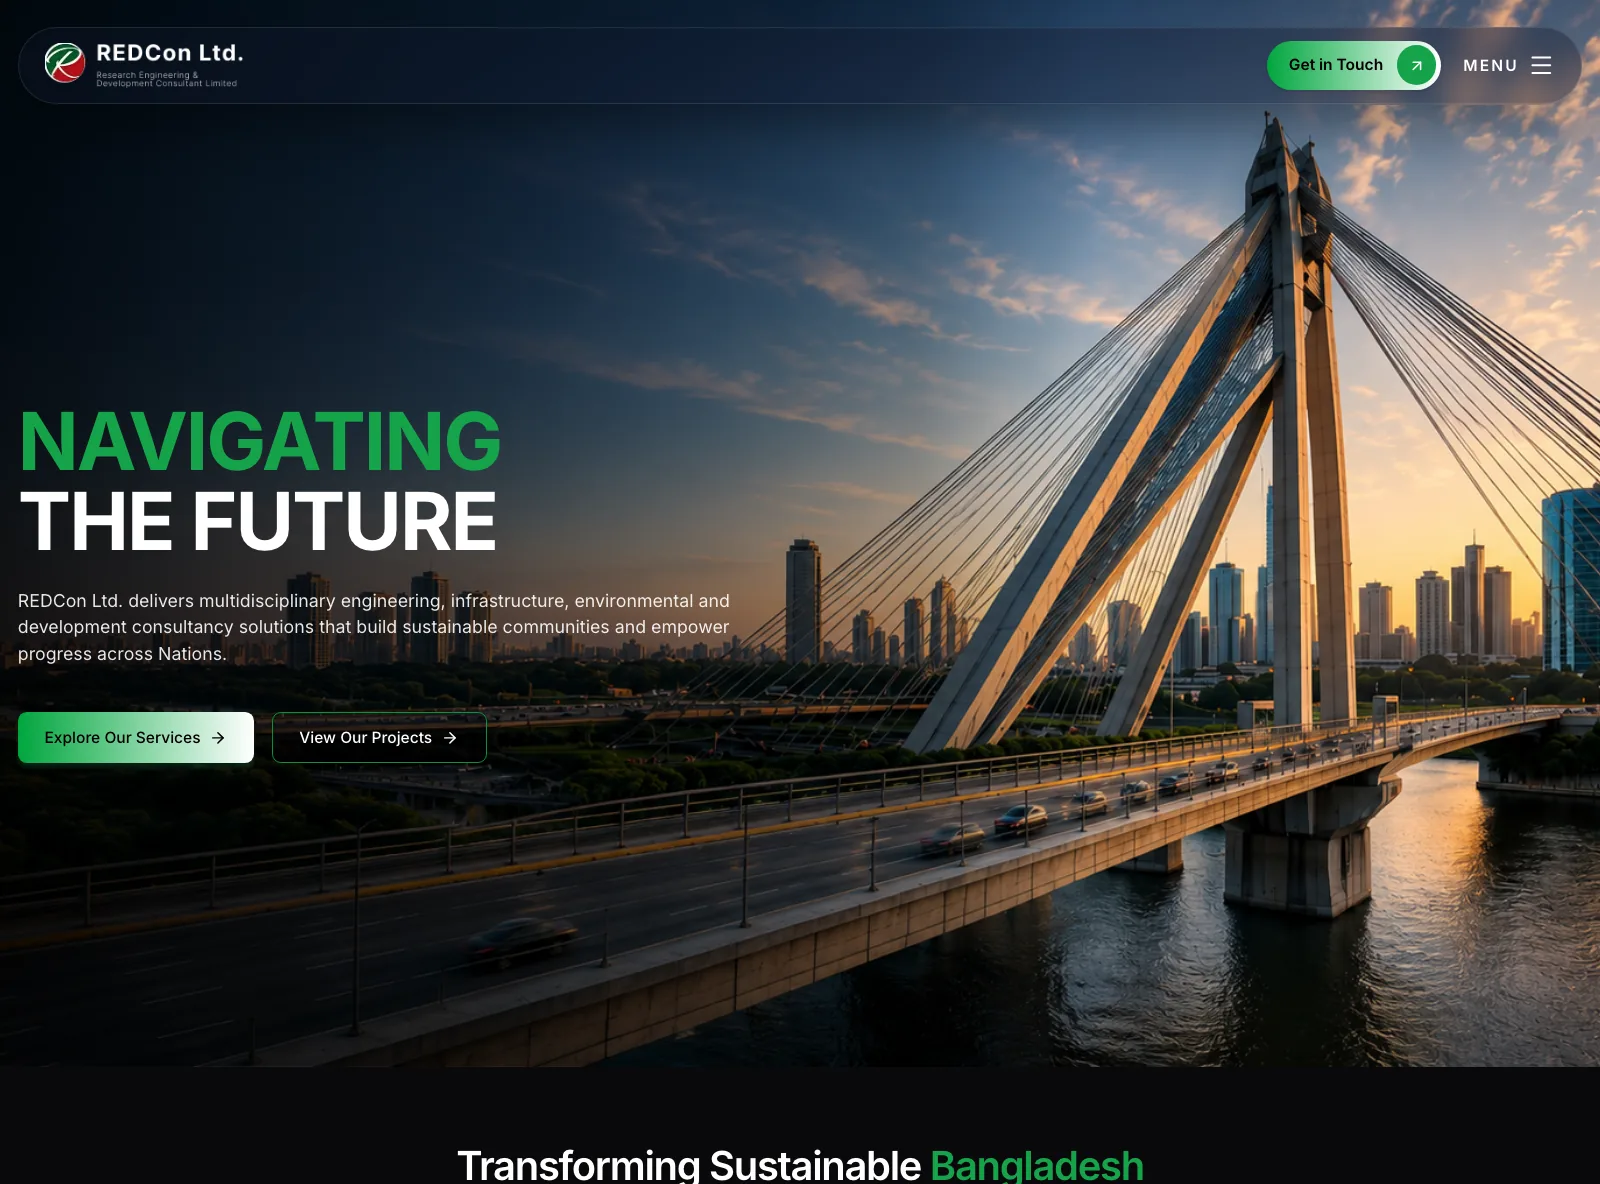 REDCon Ltd.
Research Engineering &
Development Consultant Limited
Get in Touch
MENU
NAVIGATING
THE FUTURE
REDCon Ltd. delivers multidisciplinary engineering, infrastructure, environmental and
development consultancy solutions that build sustainable communities and empower
progress across Nations.
Explore Our Services
View Our Projects
Transforming Sustainable Bangladesh